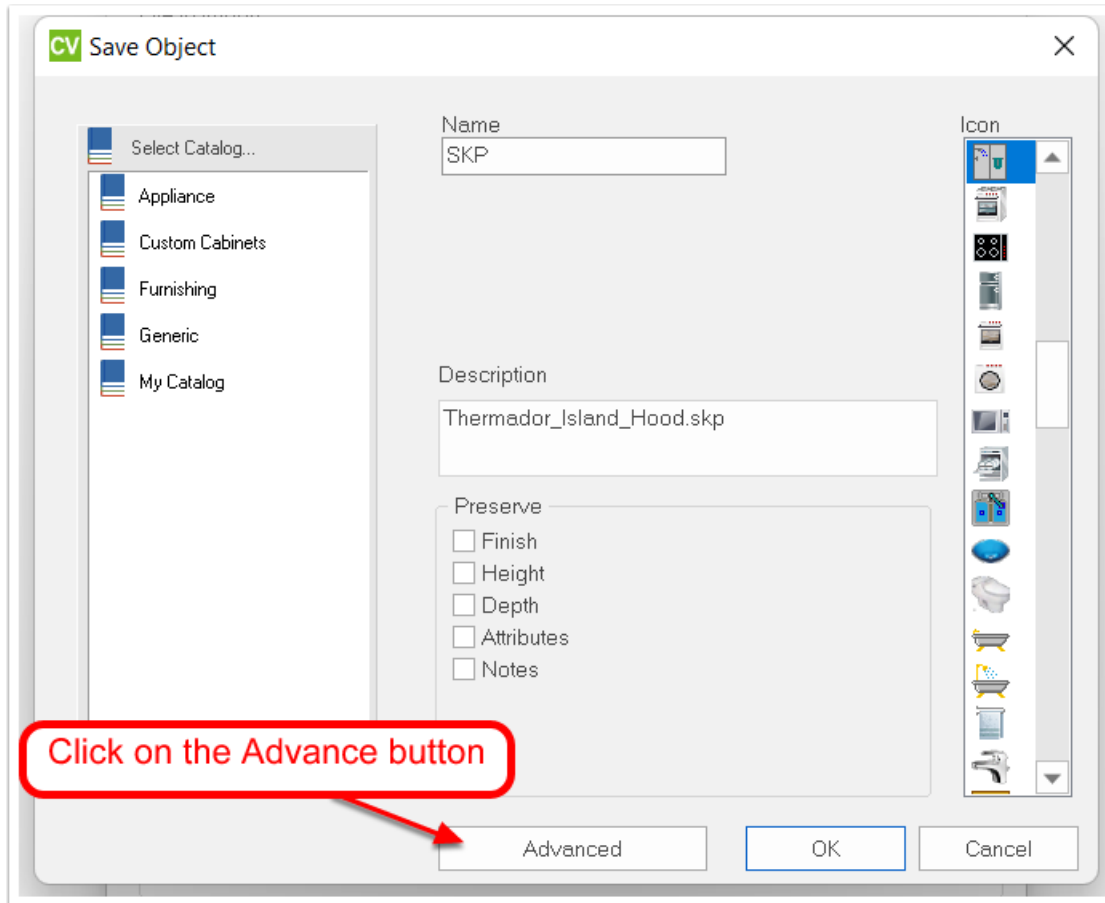 CV Save Object
Select Catalog...
Appliance
Custom Cabinets
Furnishing
Generic
My Catalog
Name
SKP
Description
Thermador_Island_Hood.skp
Preserve
Finish
Height
Depth
Attributes
Notes
Icon
Click on the Advance button
Advanced
OK
Cancel